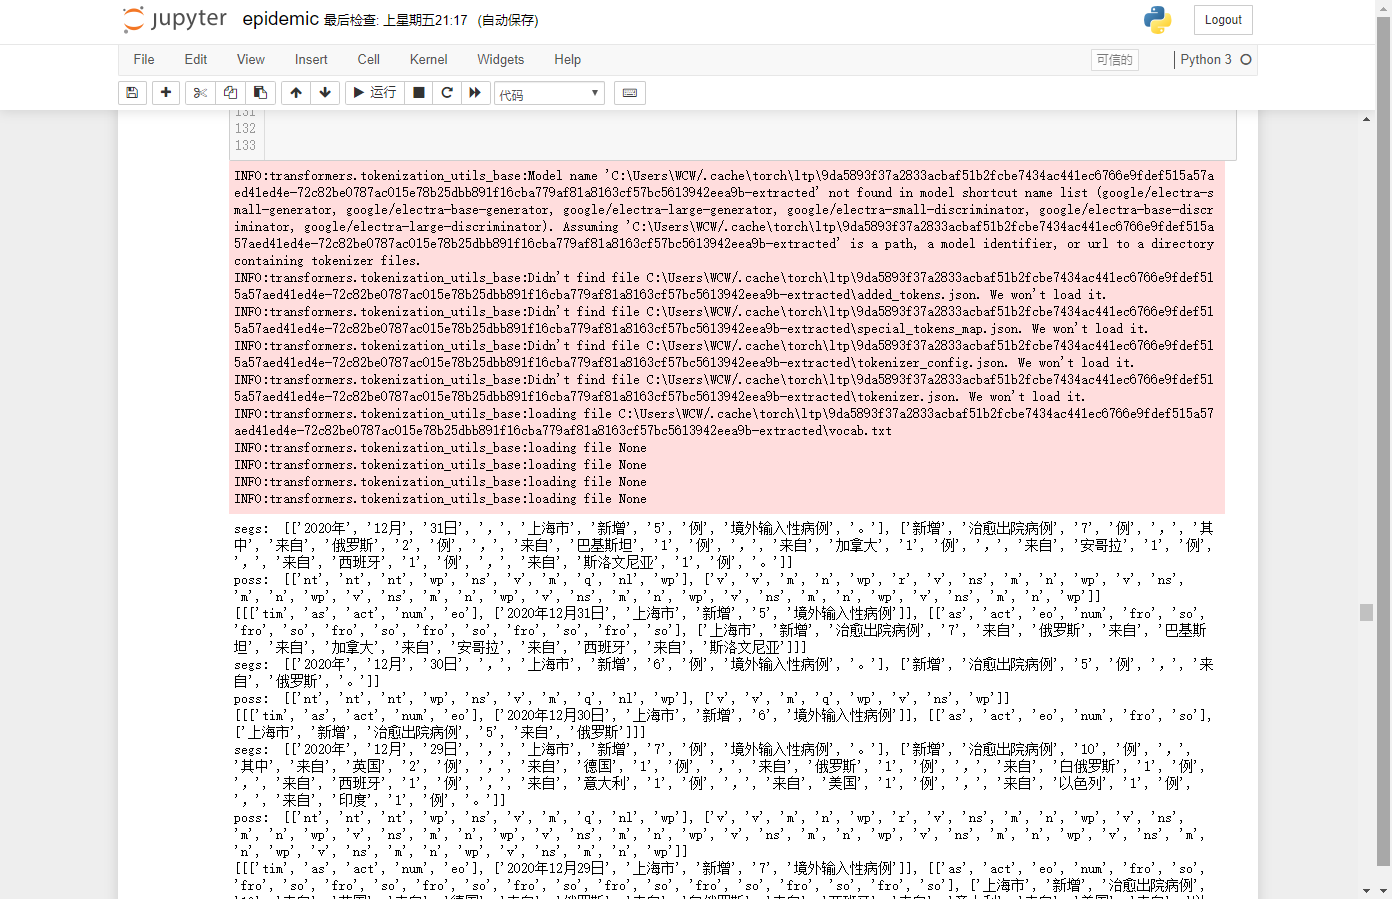 jupyter epidemic 最后检查: 上星期五21:17 (自动保存) Logout
File Edit View Insert Cell Kernel Widgets Help 可信的 Python 3
运行 代码
131
132
133
INFO:transformers.tokenization_utils_base:Model name 'C:\Users\WCW/.cache\torch\ltp\9da5893f37a2833acbaf51b2fcbe7434ac441ec6766e9fdef515a57a
ed41ed4e-72c82be0787ac015e78b25dbb891f16cba779af81a8163cf57bc5613942eea9b-extracted' not found in model shortcut name list (google/electra-s
mall-generator, google/electra-base-generator, google/electra-large-generator, google/electra-small-discriminator, google/electra-base-discr
iminator, google/electra-large-discriminator). Assuming 'C:\Users\WCW/.cache\torch\ltp\9da5893f37a2833acbaf51b2fcbe7434ac441ec6766e9fdef515a
57aed41ed4e-72c82be0787ac015e78b25dbb891f16cba779af81a8163cf57bc5613942eea9b-extracted' is a path, a model identifier, or url to a directory
containing tokenizer files.
INFO:transformers.tokenization_utils_base:Didn't find file C:\Users\WCW/.cache\torch\ltp\9da5893f37a2833acbaf51b2fcbe7434ac441ec6766e9fdef51
5a57aed41ed4e-72c82be0787ac015e78b25dbb891f16cba779af81a8163cf57bc5613942eea9b-extracted\added_tokens.json. We won't load it.
INFO:transformers.tokenization_utils_base:Didn't find file C:\Users\WCW/.cache\torch\ltp\9da5893f37a2833acbaf51b2fcbe7434ac441ec6766e9fdef51
5a57aed41ed4e-72c82be0787ac015e78b25dbb891f16cba779af81a8163cf57bc5613942eea9b-extracted\special_tokens_map.json. We won't load it.
INFO:transformers.tokenization_utils_base:Didn't find file C:\Users\WCW/.cache\torch\ltp\9da5893f37a2833acbaf51b2fcbe7434ac441ec6766e9fdef51
5a57aed41ed4e-72c82be0787ac015e78b25dbb891f16cba779af81a8163cf57bc5613942eea9b-extracted\tokenizer_config.json. We won't load it.
INFO:transformers.tokenization_utils_base:Didn't find file C:\Users\WCW/.cache\torch\ltp\9da5893f37a2833acbaf51b2fcbe7434ac441ec6766e9fdef51
5a57aed41ed4e-72c82be0787ac015e78b25dbb891f16cba779af81a8163cf57bc5613942eea9b-extracted\tokenizer.json. We won't load it.
INFO:transformers.tokenization_utils_base:loading file C:\Users\WCW/.cache\torch\ltp\9da5893f37a2833acbaf51b2fcbe7434ac441ec6766e9fdef515a57
aed41ed4e-72c82be0787ac015e78b25dbb891f16cba779af81a8163cf57bc5613942eea9b-extracted\vocab.txt
INFO:transformers.tokenization_utils_base:loading file None
INFO:transformers.tokenization_utils_base:loading file None
INFO:transformers.tokenization_utils_base:loading file None
INFO:transformers.tokenization_utils_base:loading file None
segs:  [['2020年', '12月', '31日', ',', '上海市', '新增', '5', '例', '境外输入性病例', '。'], ['新增', '治愈出院病例', '7', '例', ',', '其
中', '来自', '俄罗斯', '2', '例', ',', '来自', '巴基斯坦', '1', '例', ',', '来自', '加拿大', '1', '例', ',', '来自', '安哥拉', '1', '例',
',', '来自', '西班牙', '1', '例', ',', '来自', '斯洛文尼亚', '1', '例', '。']]
poss:  [['nt', 'nt', 'nt', 'wp', 'ns', 'v', 'm', 'q', 'nl', 'wp'], ['v', 'v', 'm', 'n', 'wp', 'r', 'v', 'ns', 'm', 'n', 'wp', 'v', 'ns',
'm', 'n', 'wp', 'v', 'ns', 'm', 'n', 'wp', 'v', 'ns', 'm', 'n', 'wp', 'v', 'ns', 'm', 'n', 'wp', 'v', 'ns', 'm', 'n', 'wp']]
[[['tim', 'as', 'act', 'num', 'eo'], ['2020年12月31日', '上海市', '新增', '5', '境外输入性病例']], [['as', 'act', 'eo', 'num', 'fro', 'so',
'fro', 'so', 'fro', 'so', 'fro', 'so', 'fro', 'so', 'fro', 'so'], ['上海市', '新增', '治愈出院病例', '7', '来自', '俄罗斯', '来自', '巴基斯
坦', '来自', '加拿大', '来自', '安哥拉', '来自', '西班牙', '来自', '斯洛文尼亚']]]
segs:  [['2020年', '12月', '30日', ',', '上海市', '新增', '6', '例', '境外输入性病例', '。'], ['新增', '治愈出院病例', '5', '例', ',', '来
自', '俄罗斯', '。']]
poss:  [['nt', 'nt', 'nt', 'wp', 'ns', 'v', 'm', 'q', 'nl', 'wp'], ['v', 'v', 'm', 'q', 'wp', 'v', 'ns', 'wp']]
[[['tim', 'as', 'act', 'num', 'eo'], ['2020年12月30日', '上海市', '新增', '6', '境外输入性病例']], [['as', 'act', 'eo', 'num', 'fro', 'so'],
['上海市', '新增', '治愈出院病例', '5', '来自', '俄罗斯']]]
segs:  [['2020年', '12月', '29日', ',', '上海市', '新增', '7', '例', '境外输入性病例', '。'], ['新增', '治愈出院病例', '10', '例', ',',
'其中', '来自', '英国', '2', '例', ',', '来自', '德国', '1', '例', ',', '来自', '俄罗斯', '1', '例', ',', '来自', '白俄罗斯', '1', '例',
',', '来自', '西班牙', '1', '例', ',', '来自', '意大利', '1', '例', ',', '来自', '美国', '1', '例', ',', '来自', '以色列', '1', '例',
',', '来自', '印度', '1', '例', '。']]
poss:  [['nt', 'nt', 'nt', 'wp', 'ns', 'v', 'm', 'q', 'nl', 'wp'], ['v', 'v', 'm', 'n', 'wp', 'r', 'v', 'ns', 'm', 'n', 'wp', 'v', 'ns',
'm', 'n', 'wp', 'v', 'ns', 'm', 'n', 'wp', 'v', 'ns', 'm', 'n', 'wp', 'v', 'ns', 'm', 'n', 'wp', 'v', 'ns', 'm', 'n', 'wp', 'v', 'ns', 'm',
'n', 'wp', 'v', 'ns', 'm', 'n', 'wp', 'v', 'ns', 'm', 'n', 'wp']]
[[['tim', 'as', 'act', 'num', 'eo'], ['2020年12月29日', '上海市', '新增', '7', '境外输入性病例']], [['as', 'act', 'eo', 'num', 'fro', 'so',
'fro', 'so', 'fro', 'so', 'fro', 'so', 'fro', 'so', 'fro', 'so', 'fro', 'so', 'fro', 'so', 'fro', 'so'], ['上海市', '新增', '治愈出院病例',